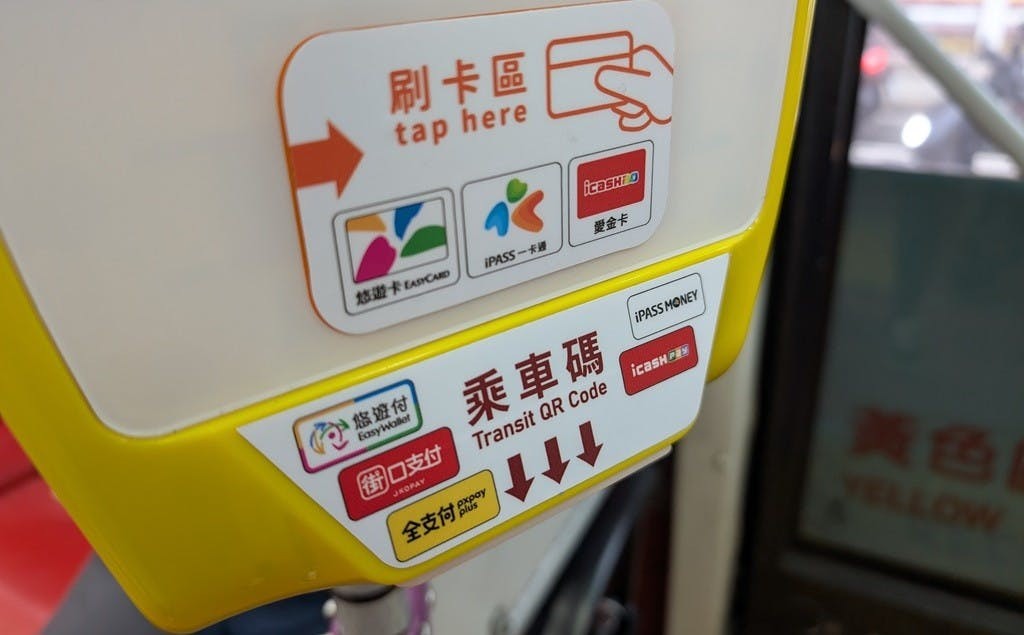 刷卡區
tap here
悠遊卡 EASYCARD
iPASS 一卡通
icash2.0
愛金卡
iPASS MONEY
乘車碼
Transit QR Code
icash Pay
悠遊付
EasyWallet
街口支付
JKOPAY
全支付 pxpay plus
黃色
YELLOW